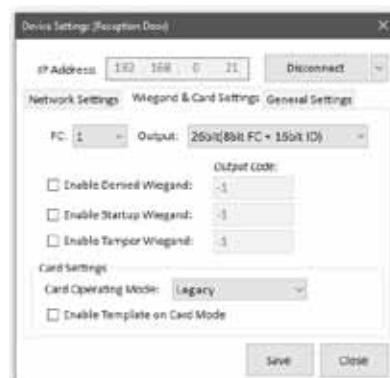 Device Settings (Reception Door)
IP Address: 192 . 168 . 0 . 21 Disconnect
Network Settings Wiegand & Card Settings General Settings
FC: 1 Output: 26bit(8bit FC + 16bit ID)
Output Code:
Enable Denied Wiegand: -1
Enable Startup Wiegand: -1
Enable Tamper Wiegand: -1
Card Settings
Card Operating Mode: Legacy
Enable Template on Card Mode
Save Close